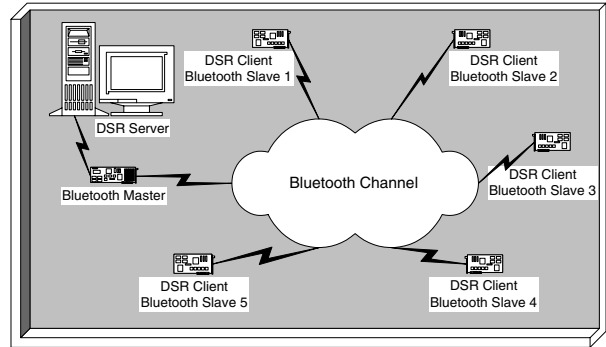 DSR Client
Bluetooth Slave 1
DSR Client
Bluetooth Slave 2
DSR Server
DSR Client
Bluetooth Slave 3
Bluetooth Channel
Bluetooth Master
DSR Client
Bluetooth Slave 5
DSR Client
Bluetooth Slave 4